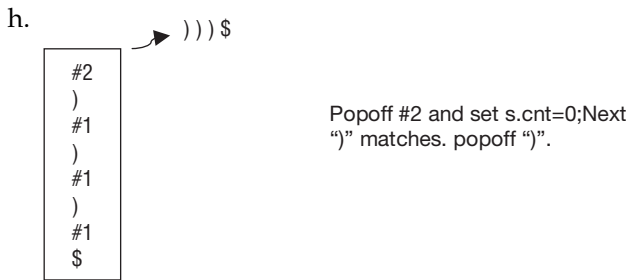 h.
) ) ) $
#2
)
#1
)
#1
)
#1
$
Popoff #2 and set s.cnt=0;Next
“)” matches. popoff “)”.